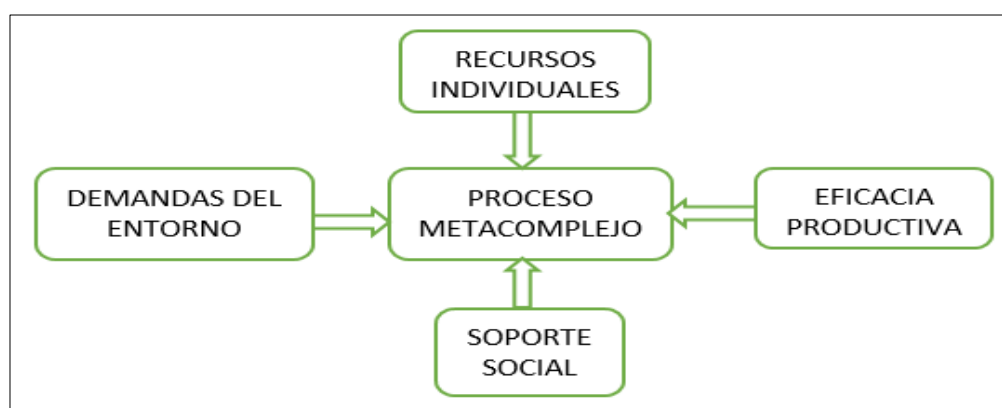 RECURSOS
INDIVIDUALES
DEMANDAS DEL
ENTORNO
PROCESO
METACOMPLEJO
EFICACIA
PRODUCTIVA
SOPORTE
SOCIAL